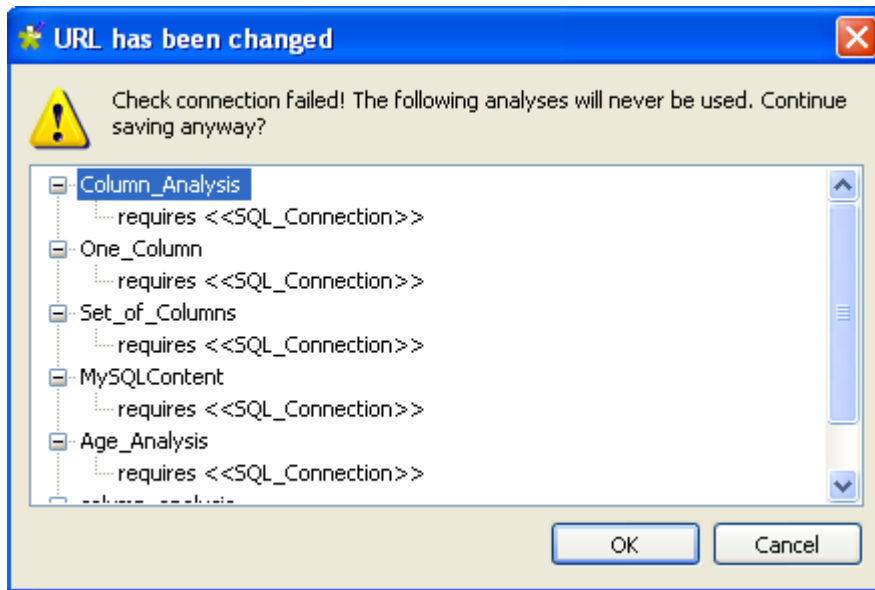 URL has been changed
Check connection failed! The following analyses will never be used. Continue
saving anyway?
Column_Analysis
requires <<SQL_Connection>>
One_Column
requires <<SQL_Connection>>
Set_of_Columns
requires <<SQL_Connection>>
MySQLContent
requires <<SQL_Connection>>
Age_Analysis
requires <<SQL_Connection>>
OK
Cancel